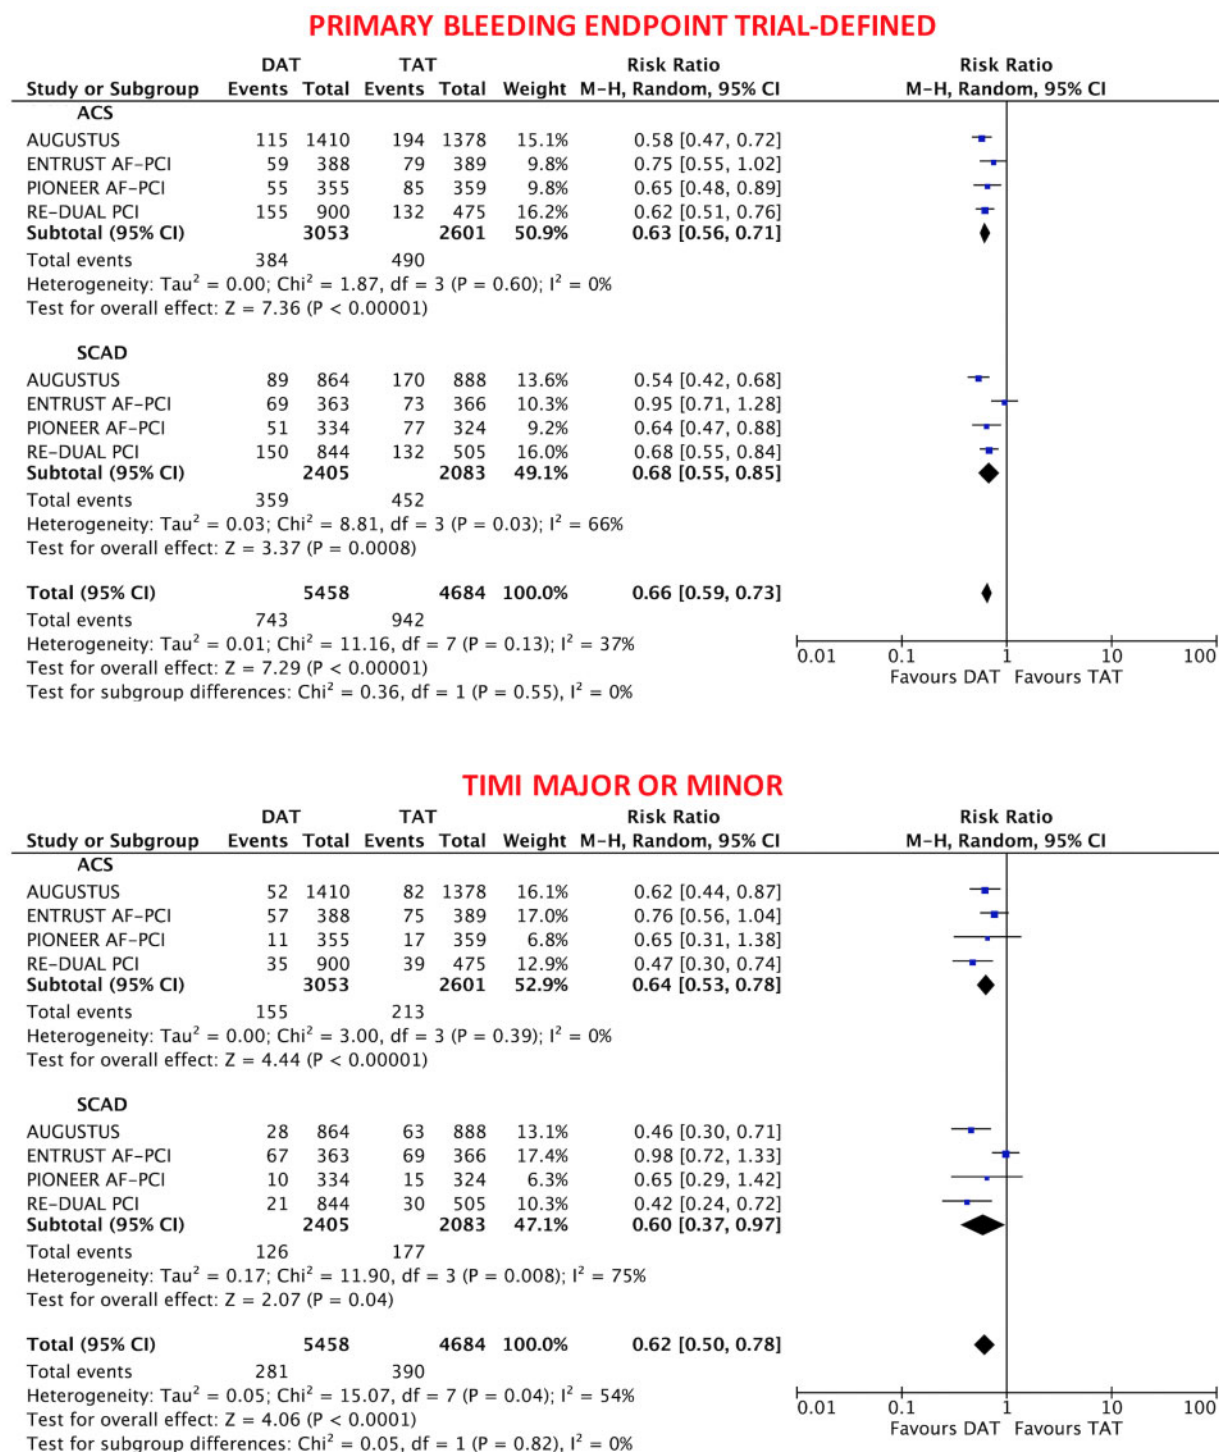 PRIMARY BLEEDING ENDPOINT TRIAL-DEFINED
DAT TAT Risk Ratio Risk Ratio
Study or Subgroup Events Total Events Total Weight M-H, Random, 95% CI M-H, Random, 95% CI
ACS
AUGUSTUS 115 1410 194 1378 15.1% 0.58 [0.47, 0.72]
ENTRUST AF-PCI 59 388 79 389 9.8% 0.75 [0.55, 1.02]
PIONEER AF-PCI 55 355 85 359 9.8% 0.65 [0.48, 0.89]
RE-DUAL PCI 155 900 132 475 16.2% 0.62 [0.51, 0.76]
Subtotal (95% CI) 3053 2601 50.9% 0.63 [0.56, 0.71]
Total events 384 490
Heterogeneity: Tau² = 0.00; Chi² = 1.87, df = 3 (P = 0.60); I² = 0%
Test for overall effect: Z = 7.36 (P < 0.00001)
SCAD
AUGUSTUS 89 864 170 888 13.6% 0.54 [0.42, 0.68]
ENTRUST AF-PCI 69 363 73 366 10.3% 0.95 [0.71, 1.28]
PIONEER AF-PCI 51 334 77 324 9.2% 0.64 [0.47, 0.88]
RE-DUAL PCI 150 844 132 505 16.0% 0.68 [0.55, 0.84]
Subtotal (95% CI) 2405 2083 49.1% 0.68 [0.55, 0.85]
Total events 359 452
Heterogeneity: Tau² = 0.03; Chi² = 8.81, df = 3 (P = 0.03); I² = 66%
Test for overall effect: Z = 3.37 (P = 0.0008)
Total (95% CI) 5458 4684 100.0% 0.66 [0.59, 0.73]
Total events 743 942
Heterogeneity: Tau² = 0.01; Chi² = 11.16, df = 7 (P = 0.13); I² = 37%
Test for overall effect: Z = 7.29 (P < 0.00001)
Test for subgroup differences: Chi² = 0.36, df = 1 (P = 0.55), I² = 0%
0.01 0.1 1 10 100
Favours DAT Favours TAT
TIMI MAJOR OR MINOR
DAT TAT Risk Ratio Risk Ratio
Study or Subgroup Events Total Events Total Weight M-H, Random, 95% CI M-H, Random, 95% CI
ACS
AUGUSTUS 52 1410 82 1378 16.1% 0.62 [0.44, 0.87]
ENTRUST AF-PCI 57 388 75 389 17.0% 0.76 [0.56, 1.04]
PIONEER AF-PCI 11 355 17 359 6.8% 0.65 [0.31, 1.38]
RE-DUAL PCI 35 900 39 475 12.9% 0.47 [0.30, 0.74]
Subtotal (95% CI) 3053 2601 52.9% 0.64 [0.53, 0.78]
Total events 155 213
Heterogeneity: Tau² = 0.00; Chi² = 3.00, df = 3 (P = 0.39); I² = 0%
Test for overall effect: Z = 4.44 (P < 0.00001)
SCAD
AUGUSTUS 28 864 63 888 13.1% 0.46 [0.30, 0.71]
ENTRUST AF-PCI 67 363 69 366 17.4% 0.98 [0.72, 1.33]
PIONEER AF-PCI 10 334 15 324 6.3% 0.65 [0.29, 1.42]
RE-DUAL PCI 21 844 30 505 10.3% 0.42 [0.24, 0.72]
Subtotal (95% CI) 2405 2083 47.1% 0.60 [0.37, 0.97]
Total events 126 177
Heterogeneity: Tau² = 0.17; Chi² = 11.90, df = 3 (P = 0.008); I² = 75%
Test for overall effect: Z = 2.07 (P = 0.04)
Total (95% CI) 5458 4684 100.0% 0.62 [0.50, 0.78]
Total events 281 390
Heterogeneity: Tau² = 0.05; Chi² = 15.07, df = 7 (P = 0.04); I² = 54%
Test for overall effect: Z = 4.06 (P < 0.0001)
Test for subgroup differences: Chi² = 0.05, df = 1 (P = 0.82), I² = 0%
0.01 0.1 1 10 100
Favours DAT Favours TAT